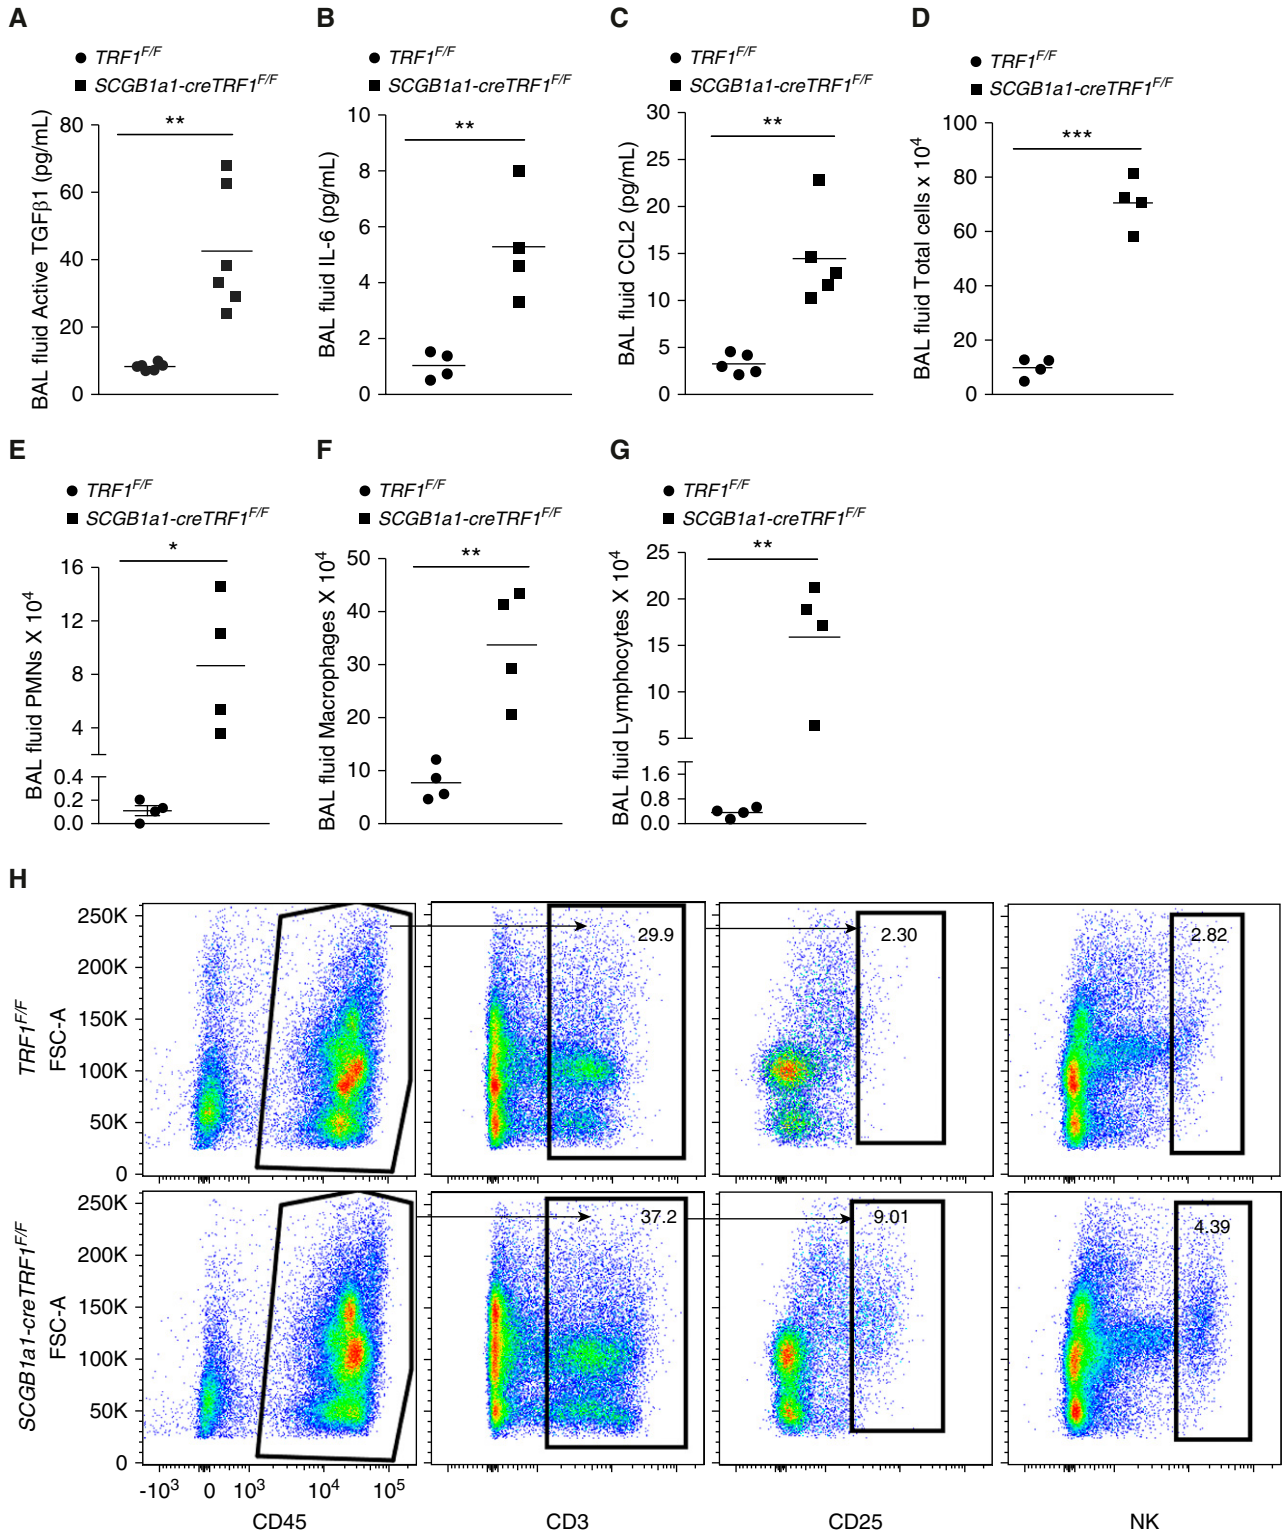 A
B
C
D
TRF1F/F
SCGB1a1-creTRF1F/F
TRF1F/F
SCGB1a1-creTRF1F/F
TRF1F/F
SCGB1a1-creTRF1F/F
TRF1F/F
SCGB1a1-creTRF1F/F
BAL fluid Active TGFβ1 (pg/mL)
80
60
40
20
0
**
BAL fluid IL-6 (pg/mL)
10
8
6
4
2
0
**
BAL fluid CCL2 (pg/mL)
30
25
20
15
10
5
0
**
BAL fluid Total cells x 104
100
80
60
40
20
0
***
E
F
G
TRF1F/F
SCGB1a1-creTRF1F/F
TRF1F/F
SCGB1a1-creTRF1F/F
TRF1F/F
SCGB1a1-creTRF1F/F
BAL fluid PMNs X 104
16
12
8
4
0.4
0.2
0.0
*
BAL fluid Macrophages X 104
50
40
30
20
10
0
**
BAL fluid Lymphocytes X 104
25
20
15
10
5
1.6
0.8
0.0
**
H
TRF1F/F
FSC-A
250K
200K
150K
100K
50K
0
29.9
2.30
2.82
SCGB1a1-creTRF1F/F
FSC-A
250K
200K
150K
100K
50K
0
37.2
9.01
4.39
-103 0 103 104 105
CD45
CD3
CD25
NK